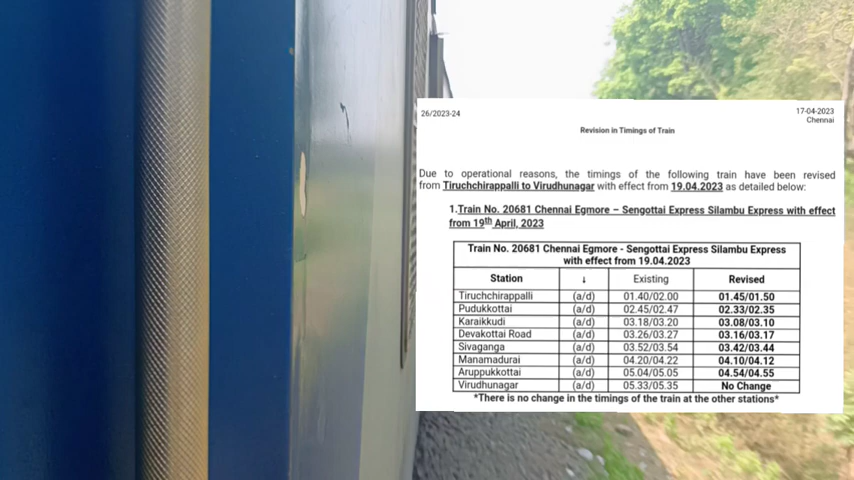 26/2023-24
17-04-2023
Chennai
Revision in Timings of Train
Due to operational reasons, the timings of the following train have been revised
from Tiruchchirappalli to Virudhunagar with effect from 19.04.2023 as detailed below:
1.Train No. 20681 Chennai Egmore – Sengottai Express Silambu Express with effect
from 19th April, 2023
Train No. 20681 Chennai Egmore - Sengottai Express Silambu Express
with effect from 19.04.2023
Station ↓ Existing Revised
Tiruchchirappalli (a/d) 01.40/02.00 01.45/01.50
Pudukkottai (a/d) 02.45/02.47 02.33/02.35
Karaikkudi (a/d) 03.18/03.20 03.08/03.10
Devakottai Road (a/d) 03.26/03.27 03.16/03.17
Sivaganga (a/d) 03.52/03.54 03.42/03.44
Manamadurai (a/d) 04.20/04.22 04.10/04.12
Aruppukkottai (a/d) 05.04/05.05 04.54/04.55
Virudhunagar (a/d) 05.33/05.35 No Change
*There is no change in the timings of the train at the other stations*